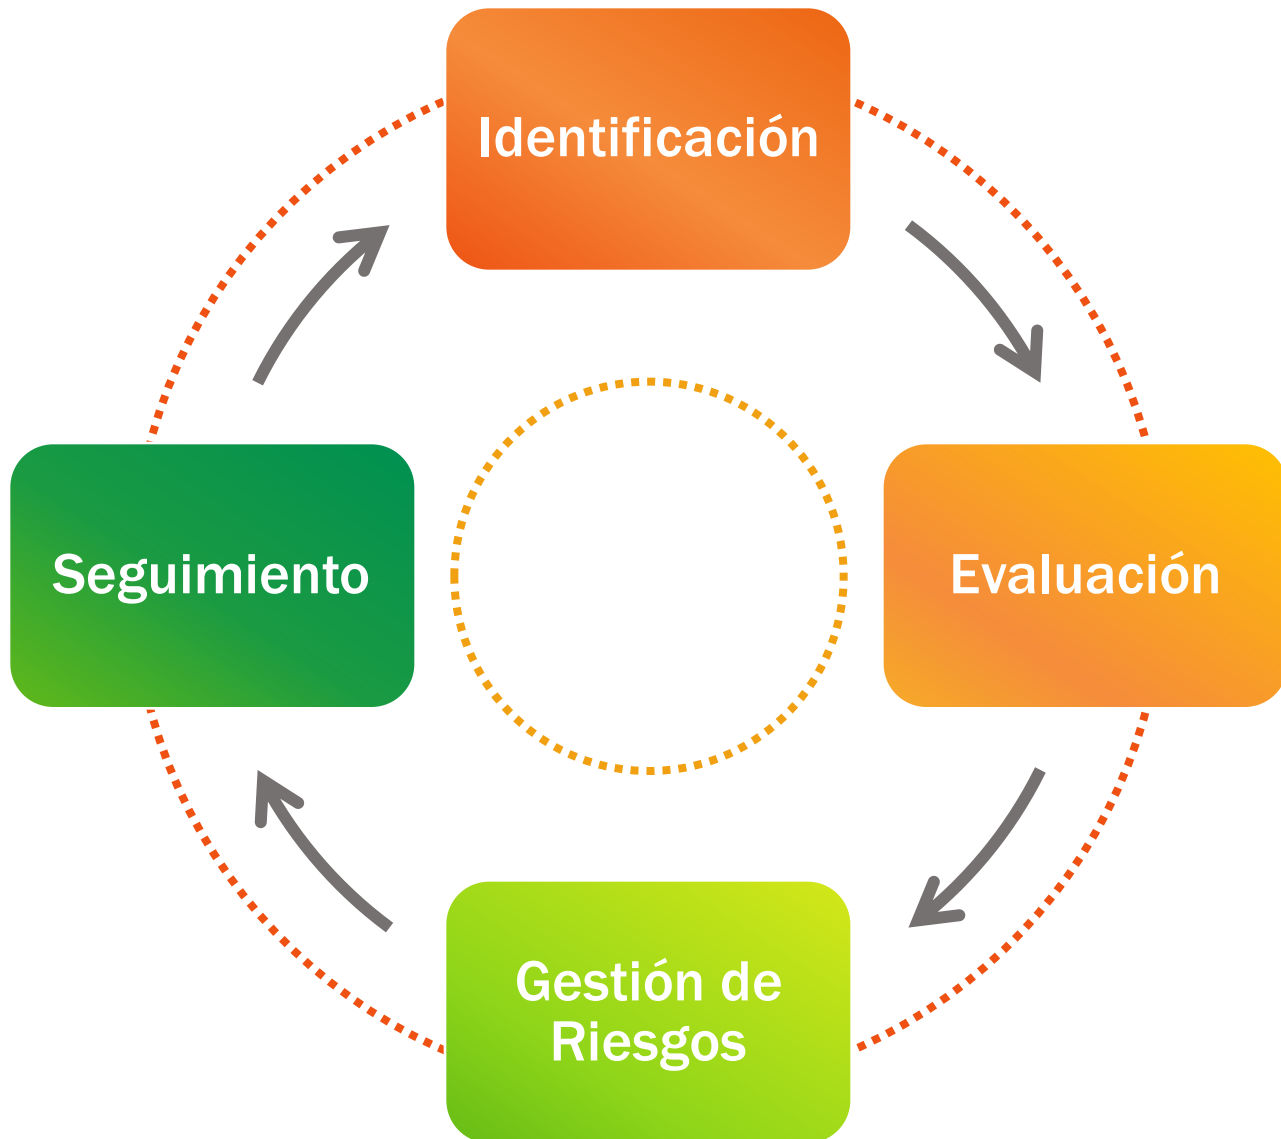 Identificación
Seguimiento
Evaluación
Gestión de
Riesgos